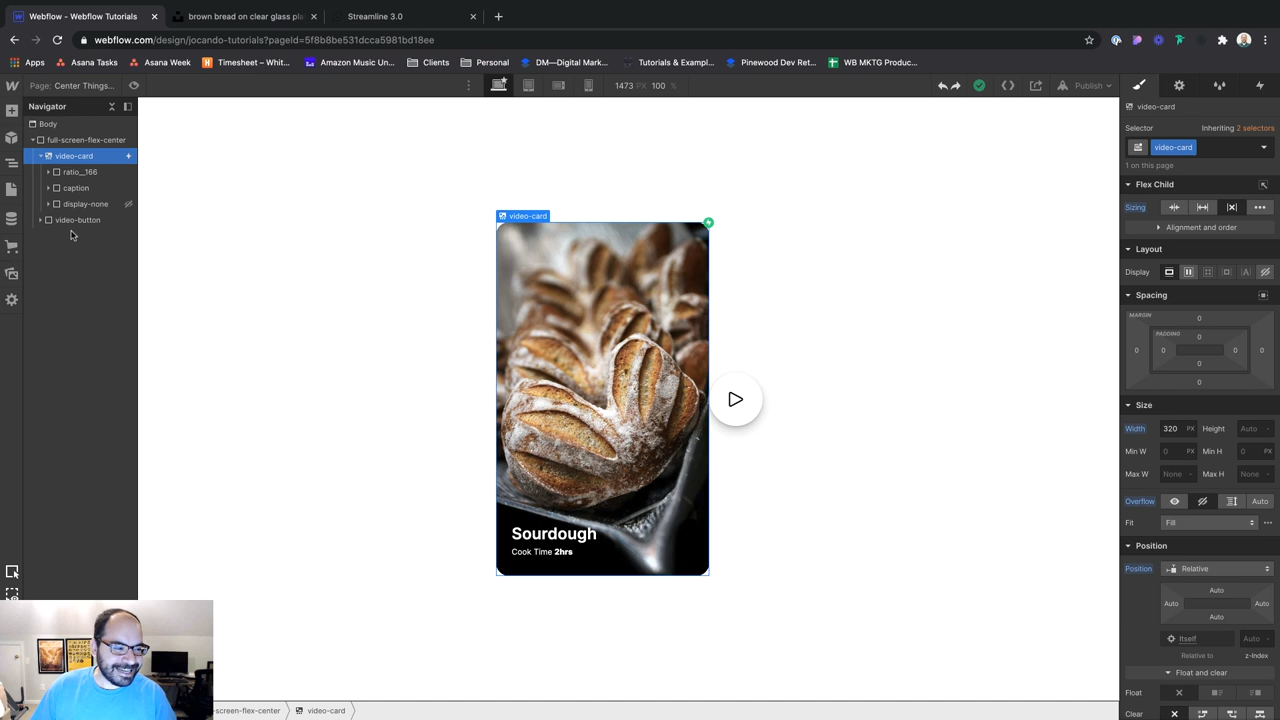 Webflow - Webflow Tutorials
brown bread on clear glass pla
Streamline 3.0
webflow.com/design/jocando-tutorials?pageId=5f8b8be531dcca5981bd18ee
Apps
Asana Tasks
Asana Week
Timesheet – Whit...
Amazon Music Un...
Clients
Personal
DM—Digital Mark...
Tutorials & Exampl...
Pinewood Dev Ret...
WB MKTG Produc...
Page: Center Things...
1473 PX 100 %
Publish
Navigator
Body
full-screen-flex-center
video-card
ratio__166
caption
display-none
video-button
video-card
Sourdough
Cook Time 2hrs
video-card
Selector
Inheriting 2 selectors
video-card
1 on this page
Flex Child
Sizing
Alignment and order
Layout
Display
Spacing
MARGIN
0
PADDING
0
0 0 0 0
0
0
Size
Width 320 PX Height Auto -
Min W 0 PX Min H 0 PX
Max W None - Max H None -
Overflow Auto
Fit Fill
Position
Position Relative
Auto
Auto Auto
Auto
Itself Auto -
Relative to z-Index
Float and clear
Float
Clear
-screen-flex-center
video-card